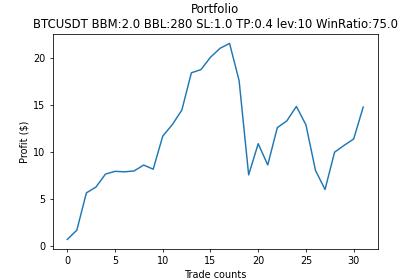 Portfolio
BTCUSDT BBM:2.0 BBL:280 SL:1.0 TP:0.4 lev:10 WinRatio:75.0
Profit ($)
20
15
10
5
0
0 5 10 15 20 25 30
Trade counts